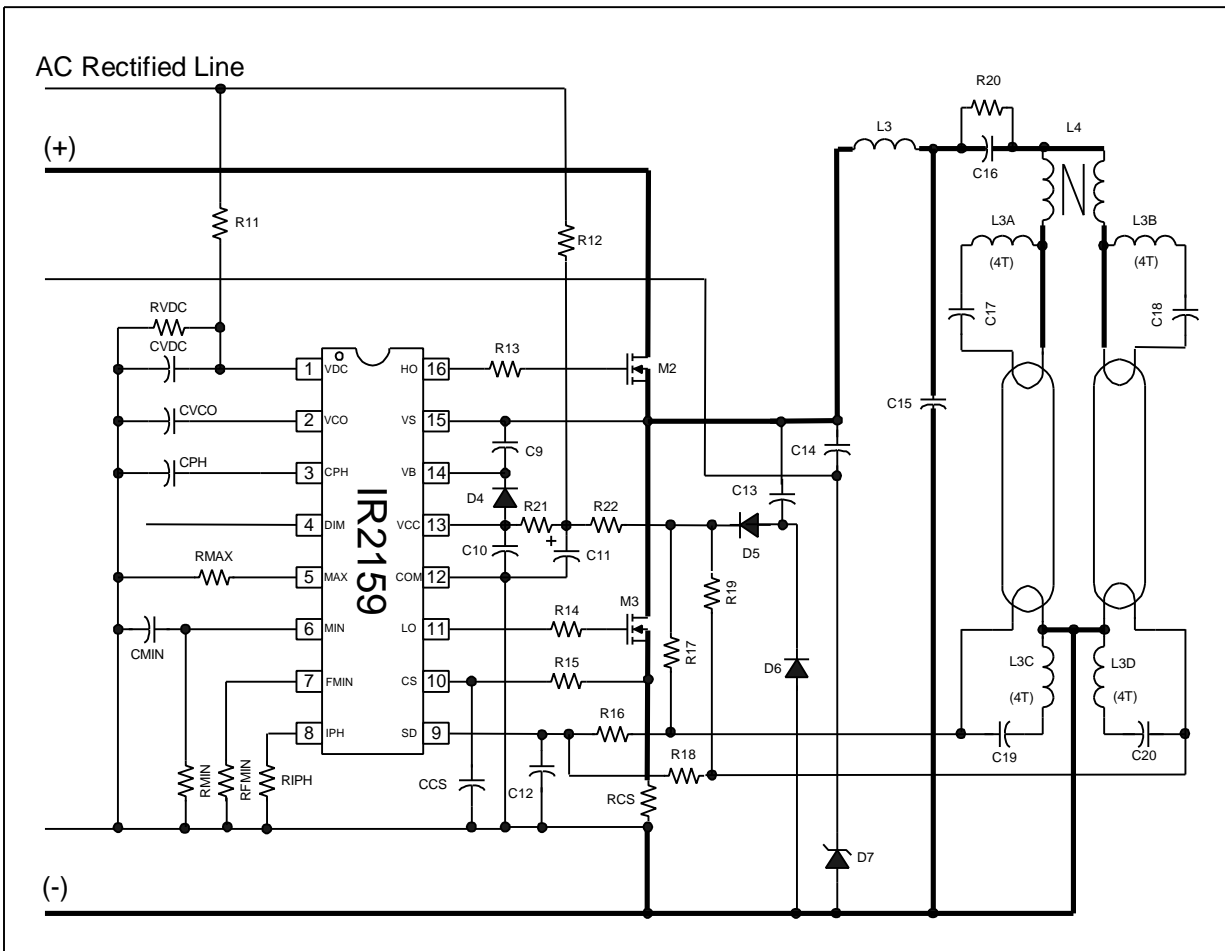 AC Rectified Line
R20
L3
L4
(+)
C16
R11
R12
L3A
L3B
(4T)
(4T)
RVDC
C17
C18
CVDC
1
VDC
HO
16
R13
M2
CVCO
2
VCO
VS
15
C15
C9
C14
CPH
3
CPH
VB
14
D4
C13
R21
R22
4
DIM
VCC
13
C10
+
C11
D5
RMAX
5
MAX
COM
12
IR2159
R19
M3
R14
6
MIN
LO
11
CMIN
R17
R15
D6
L3C
L3D
7
FMIN
CS
10
(4T)
(4T)
R16
8
IPH
SD
9
R18
C19
C20
RMIN
RFMIN
RIPH
CCS
C12
RCS
D7
(-)